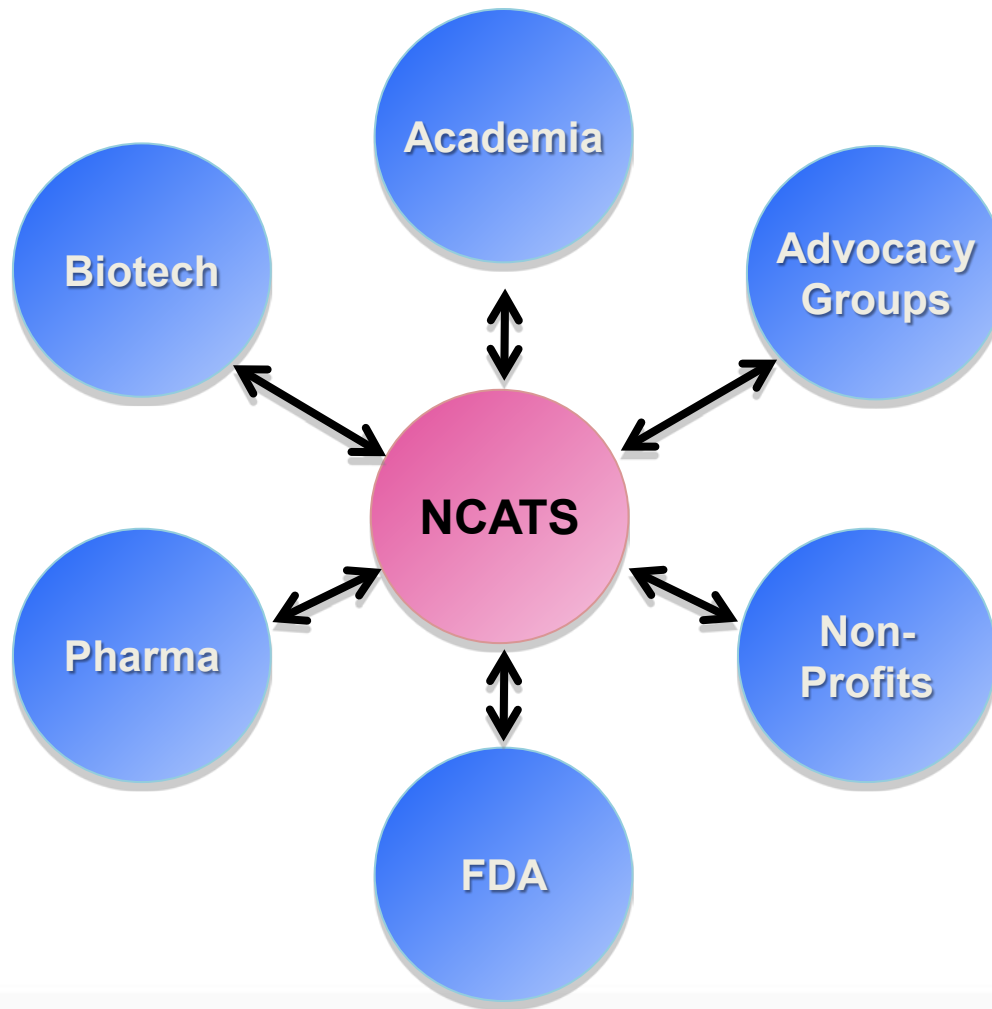 Academia
Biotech
Advocacy
Groups
NCATS
Pharma
Non-
Profits
FDA